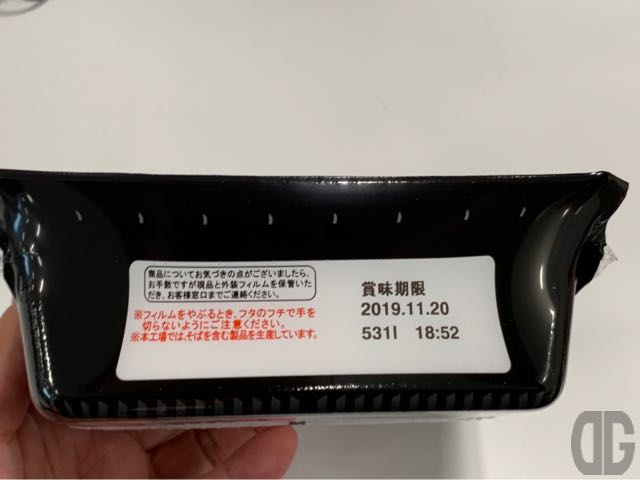 商品についてお気づきの点がございましたら、
お手数ですが現品と外装フィルムを保管いた
だき、お客様窓口までご連絡ください。
※フィルムをやぶるとき、フタのフチで手を
切らないようにご注意ください。
※本工場では、そばを含む製品を生産しています。
賞味期限
2019.11.20
531I 18:52
DG